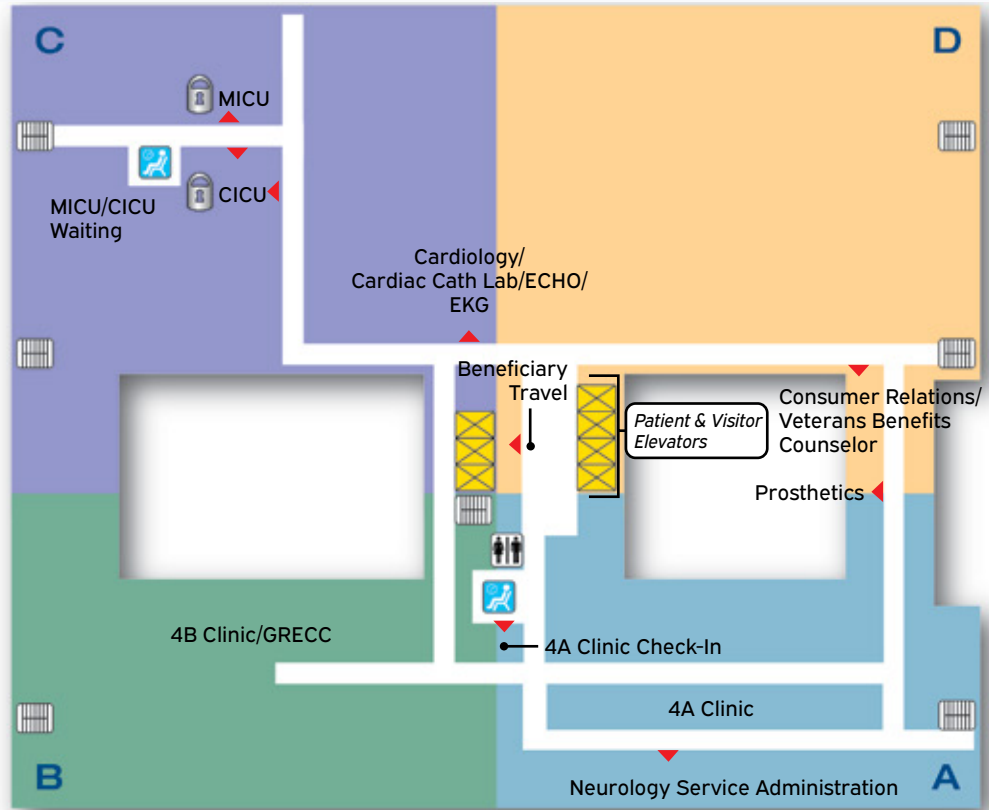 C
D
MICU
CICU
MICU/CICU
Waiting
Cardiology/
Cardiac Cath Lab/ECHO/
EKG
Beneficiary
Travel
Patient & Visitor
Elevators
Consumer Relations/
Veterans Benefits
Counselor
Prosthetics
4B Clinic/GRECC
4A Clinic Check-In
4A Clinic
Neurology Service Administration
B
A